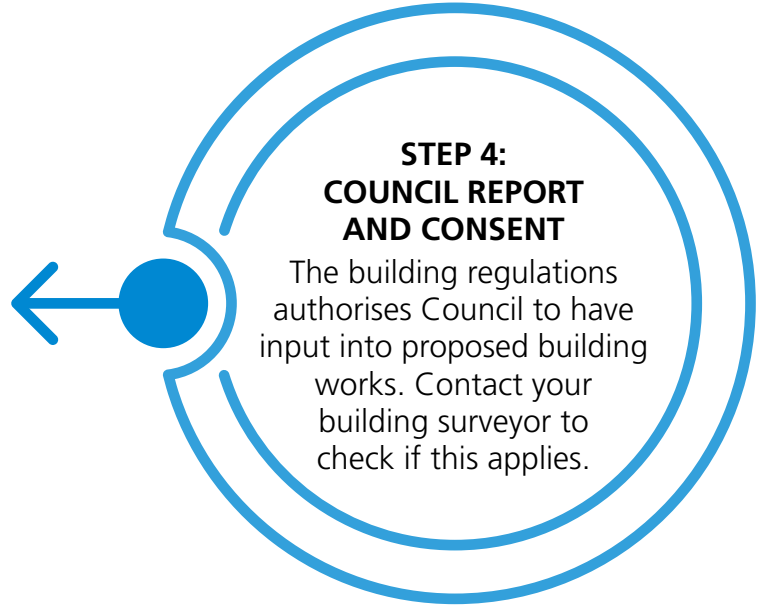 STEP 4:
COUNCIL REPORT
AND CONSENT
The building regulations
authorises Council to have
input into proposed building
works. Contact your
building surveyor to
check if this applies.